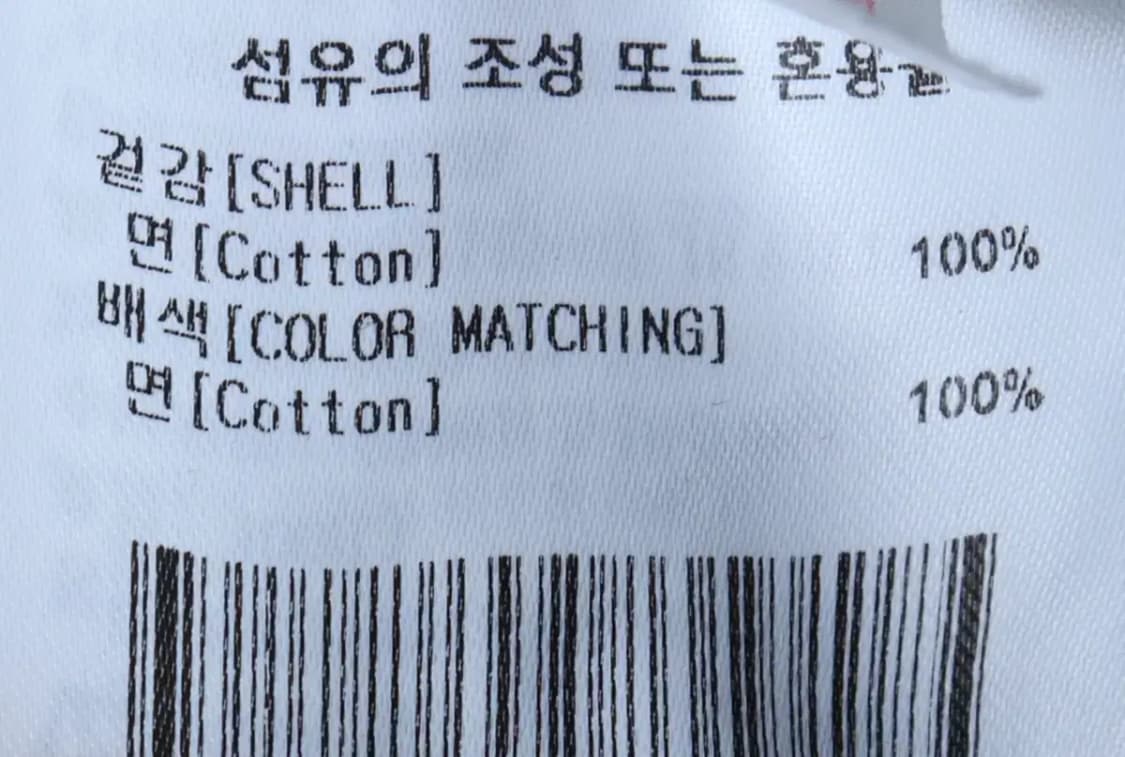 섬유의 조성 또는 혼용율
겉감[SHELL]
면[Cotton] 100%
배색[COLOR MATCHING]
면[Cotton] 100%